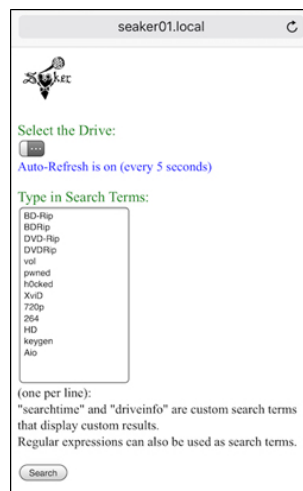 seaker01.local
Seaker
Select the Drive:
...
Auto-Refresh is on (every 5 seconds)
Type in Search Terms:
BD-Rip
BDRip
DVD-Rip
DVDRip
vol
pwned
h0cked
XviD
720p
264
HD
keygen
Aio
(one per line):
"searchtime" and "driveinfo" are custom search terms
that display custom results.
Regular expressions can also be used as search terms.
Search